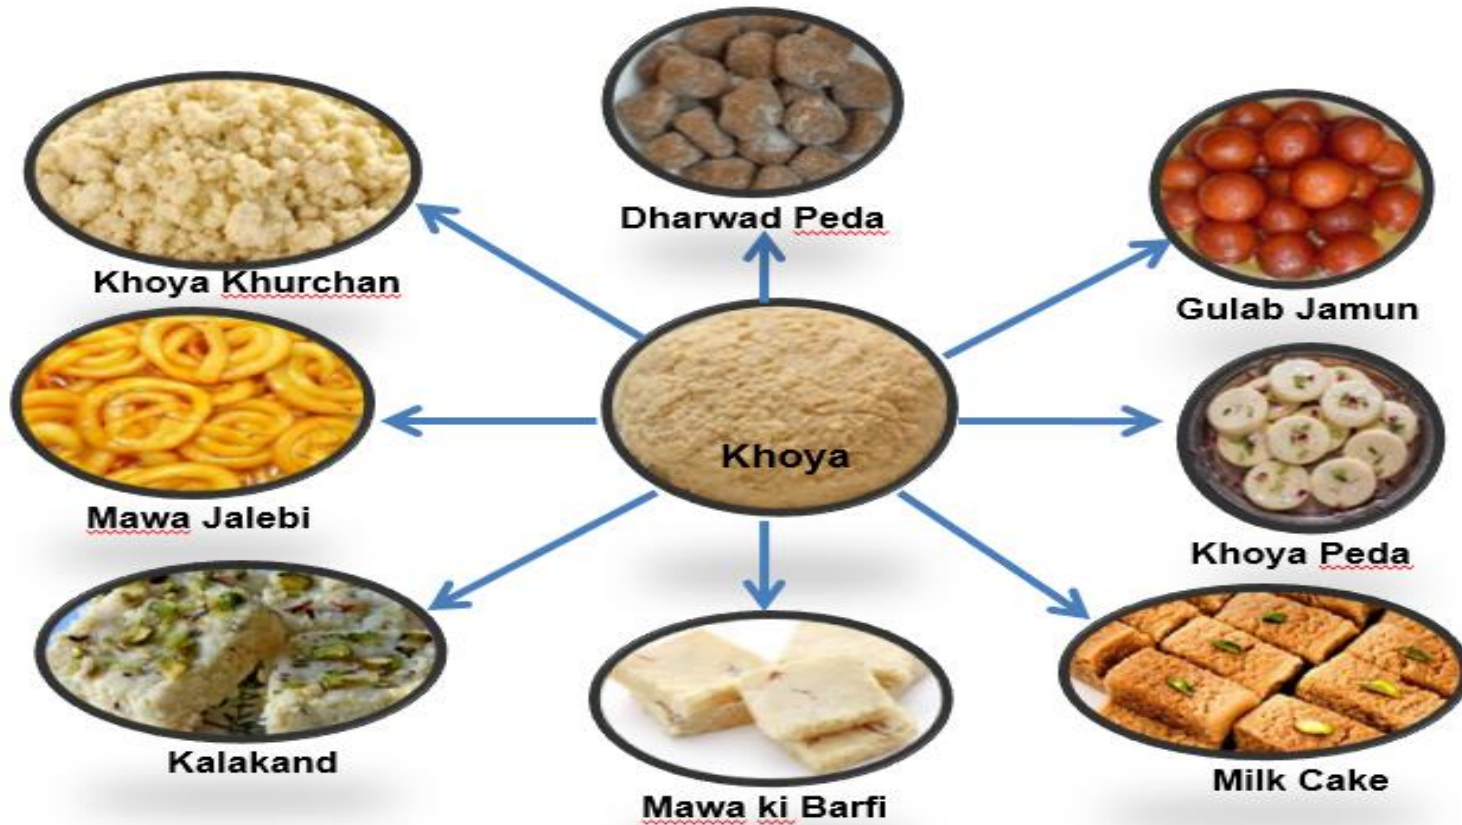 Dharwad Peda
Khoya Khurchan
Gulab Jamun
Khoya
Mawa Jalebi
Khoya Peda
Kalakand
Milk Cake
Mawa ki Barfi